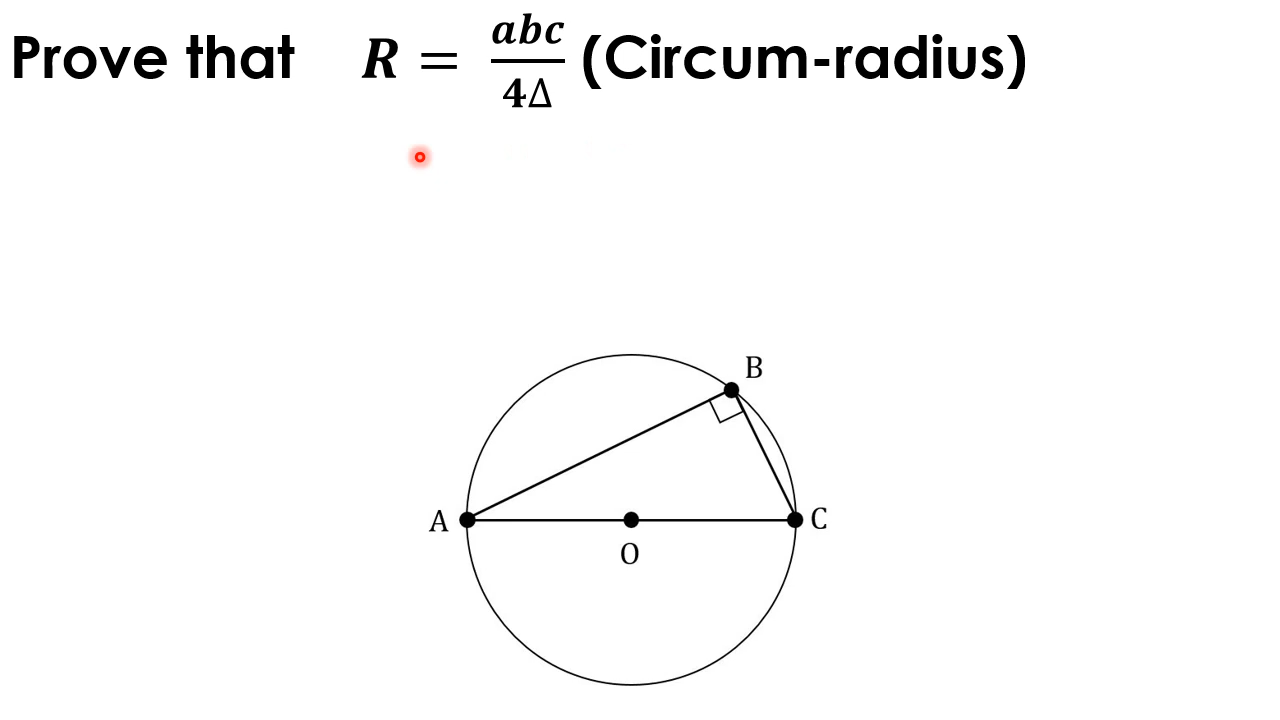 Prove that R = abc/4Δ (Circum-radius)
B
A
C
O